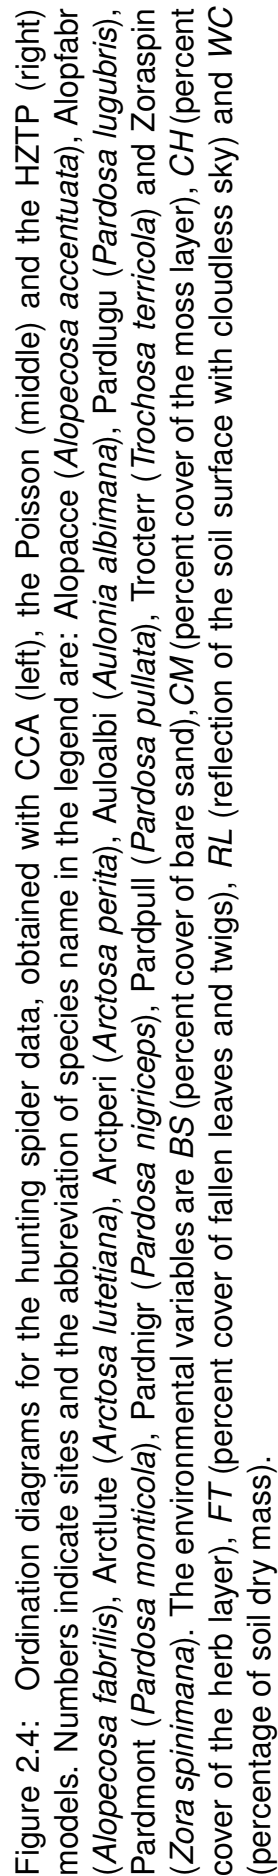 Figure 2.4: Ordination diagrams for the hunting spider data, obtained with CCA (left), the Poisson (middle) and the HZTP (right)
models. Numbers indicate sites and the abbreviation of species name in the legend are: Alopacce (Alopecosa accentuata), Alopfabr
(Alopecosa fabrilis), Arctlute (Arctosa lutetiana), Arctperi (Arctosa perita), Auloalbi (Aulonia albimana), Pardlugu (Pardosa lugubris),
Pardmont (Pardosa monticola), Pardnigr (Pardosa nigriceps), Pardpull (Pardosa pullata), Trocterr (Trochosa terricola) and Zoraspin
(Zora spinimana). The environmental variables are BS (percent cover of bare sand),CM (percent cover of the moss layer), CH (percent
cover of the herb layer), FT (percent cover of fallen leaves and twigs), RL (reflection of the soil surface with cloudless sky) and WC
(percentage of soil dry mass).